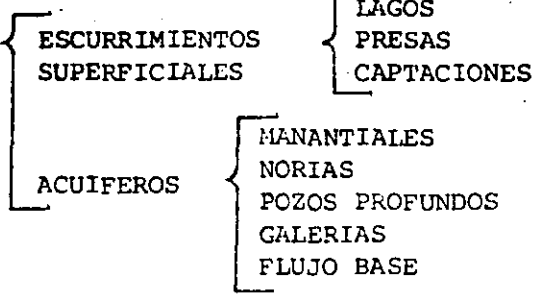 LAGOS
ESCURRIMIENTOS PRESAS
SUPERFICIALES CAPTACIONES
MANANTIALES
NORIAS
ACUIFEROS
POZOS PROFUNDOS
GALERIAS
FLUJO BASE